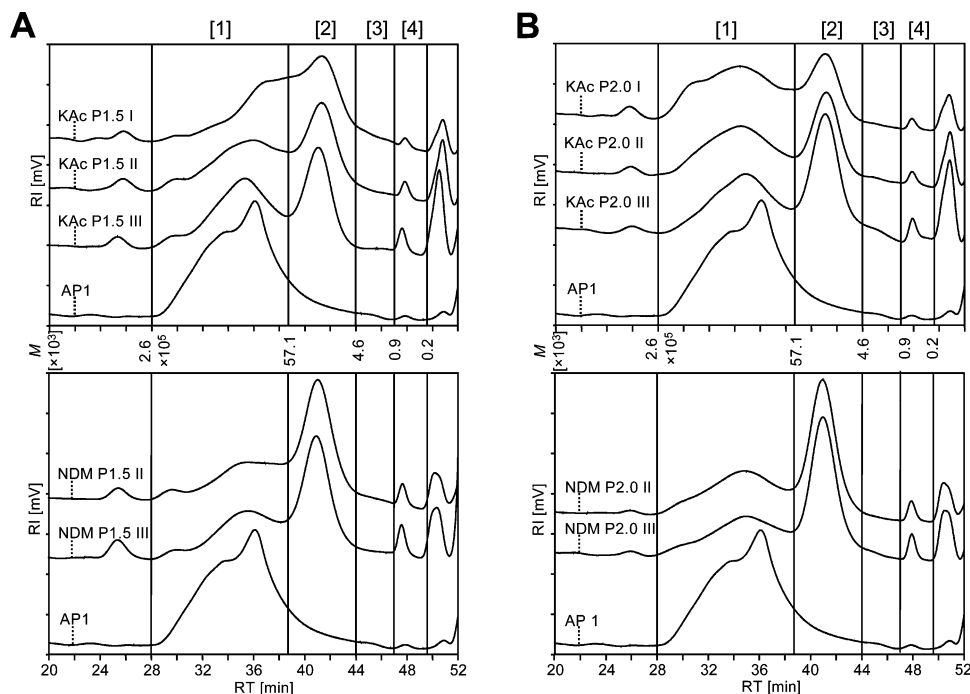 A
[1] [2] [3] [4]
RI [mV]
KAc P1.5 I
KAc P1.5 II
KAc P1.5 III
AP1
M [×10³]
2.6 ×10⁵
57.1
4.6
0.9
0.2
RI [mV]
NDM P1.5 II
NDM P1.5 III
AP1
20 24 28 32 36 40 44 48 52
RT [min]
B
[1] [2] [3] [4]
RI [mV]
KAc P2.0 I
KAc P2.0 II
KAc P2.0 III
AP1
2.6 ×10⁵
57.1
4.6
0.9
0.2
RI [mV]
NDM P2.0 II
NDM P2.0 III
AP 1
20 24 28 32 36 40 44 48 52
RT [min]